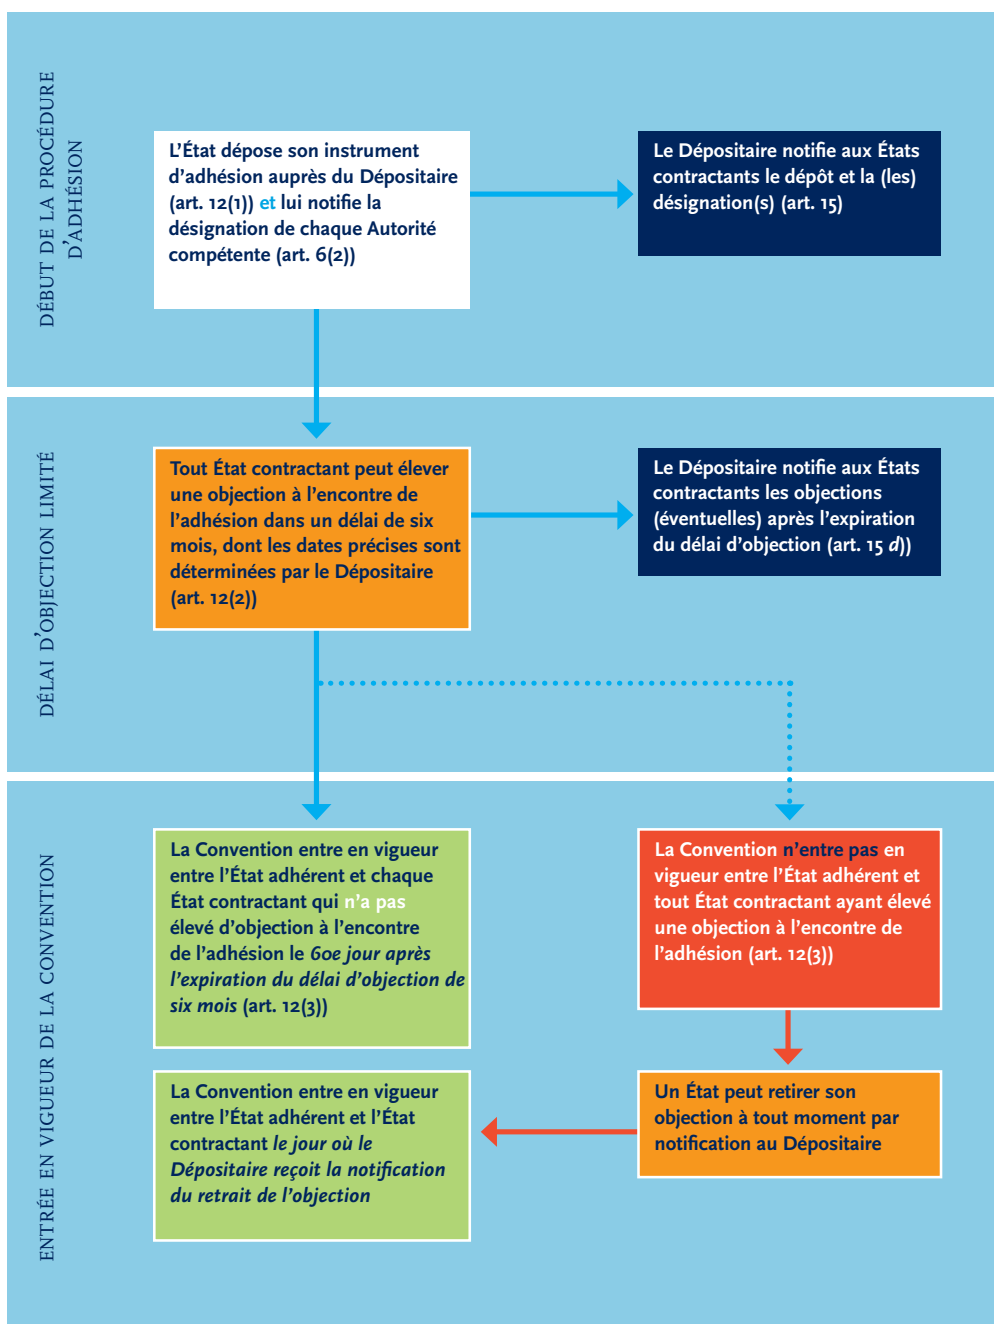 DÉBUT DE LA PROCÉDURE
D’ADHÉSION
L’État dépose son instrument
d’adhésion auprès du Dépositaire
(art. 12(1)) et lui notifie la
désignation de chaque Autorité
compétente (art. 6(2))
Le Dépositaire notifie aux États
contractants le dépôt et la (les)
désignation(s) (art. 15)
DÉLAI D’OBJECTION LIMITÉ
Tout État contractant peut élever
une objection à l’encontre de
l’adhésion dans un délai de six
mois, dont les dates précises sont
déterminées par le Dépositaire
(art. 12(2))
Le Dépositaire notifie aux États
contractants les objections
(éventuelles) après l’expiration
du délai d’objection (art. 15 d))
ENTRÉE EN VIGUEUR DE LA CONVENTION
La Convention entre en vigueur
entre l’État adhérent et chaque
État contractant qui n’a pas
élevé d’objection à l’encontre
de l’adhésion le 60e jour après
l’expiration du délai d’objection de
six mois (art. 12(3))
La Convention n’entre pas en
vigueur entre l’État adhérent et
tout État contractant ayant élevé
une objection à l’encontre de
l’adhésion (art. 12(3))
La Convention entre en vigueur
entre l’État adhérent et l’État
contractant le jour où le
Dépositaire reçoit la notification
du retrait de l’objection
Un État peut retirer son
objection à tout moment par
notification au Dépositaire